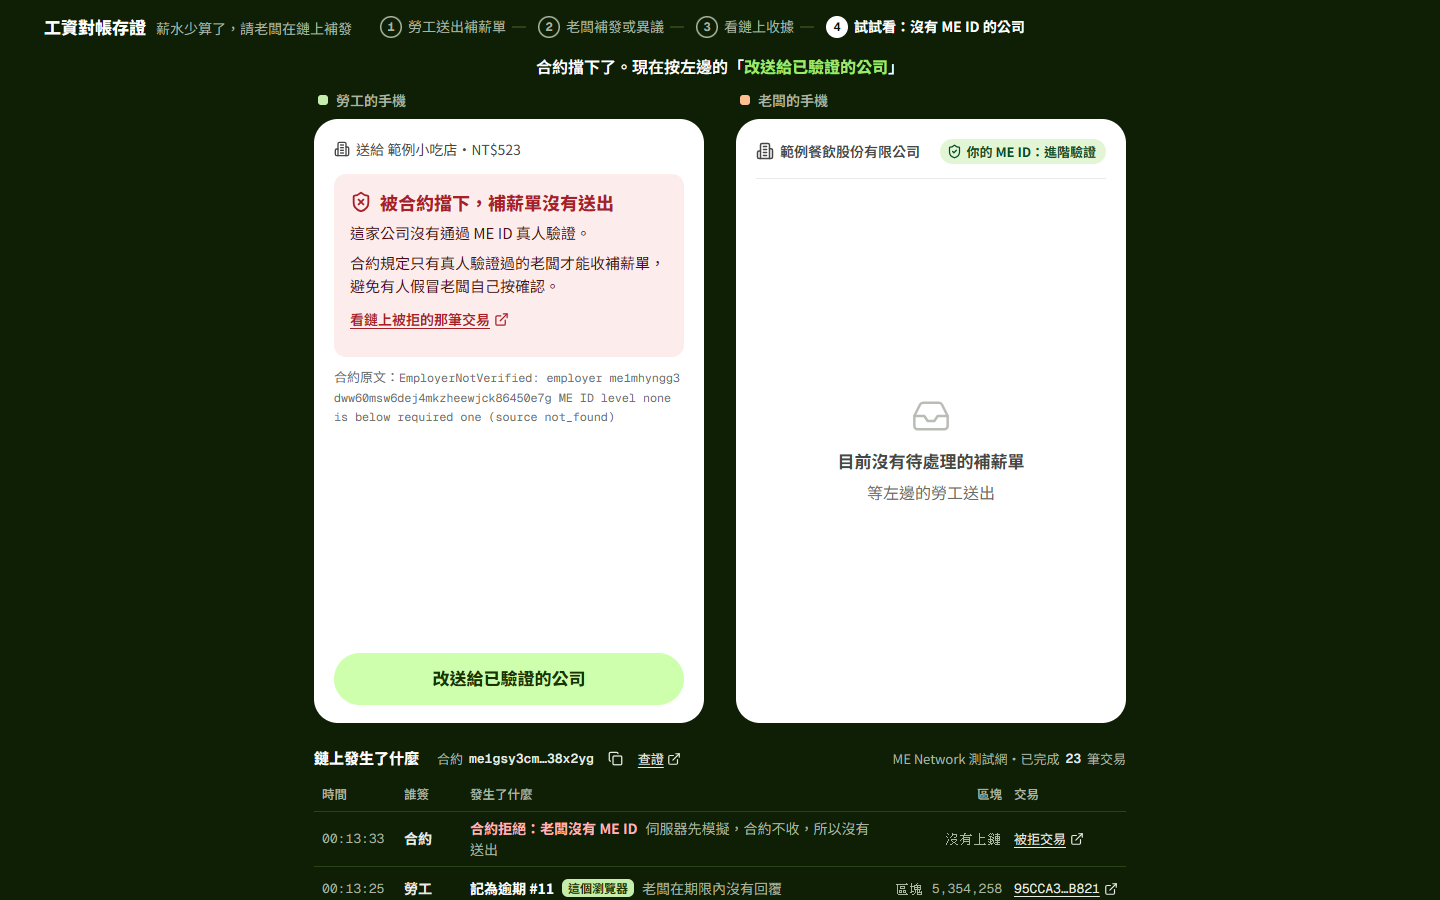 工資對帳存證 薪水少算了，請老闆在鏈上補發 1 勞工送出補薪單 2 老闆補發或異議 3 看鏈上收據 4 試試看：沒有 ME ID 的公司
合約擋下了。現在按左邊的「改送給已驗證的公司」
勞工的手機
送給 範例小吃店・NT$523
被合約擋下，補薪單沒有送出
這家公司沒有通過 ME ID 真人驗證。
合約規定只有真人驗證過的老闆才能收補薪單，
避免有人假冒老闆自己按確認。
看鏈上被拒的那筆交易
合約原文：EmployerNotVerified: employer me1mhyngg3
dww60msw6dej4mkzheewjck86450e7g ME ID level none
is below required one (source not_found)
改送給已驗證的公司
老闆的手機
範例餐飲股份有限公司 你的 ME ID：進階驗證
目前沒有待處理的補薪單
等左邊的勞工送出
鏈上發生了什麼 合約 me1gsy3cm…38x2yg 查證 ME Network 測試網・已完成 23 筆交易
時間 誰簽 發生了什麼 區塊 交易
00:13:33 合約 合約拒絕：老闆沒有 ME ID 伺服器先模擬，合約不收，所以沒有
送出 沒有上鏈 被拒交易
00:13:25 勞工 記為逾期 #11 這個瀏覽器 老闆在期限內沒有回覆 區塊 5,354,258 95CCA3…B821